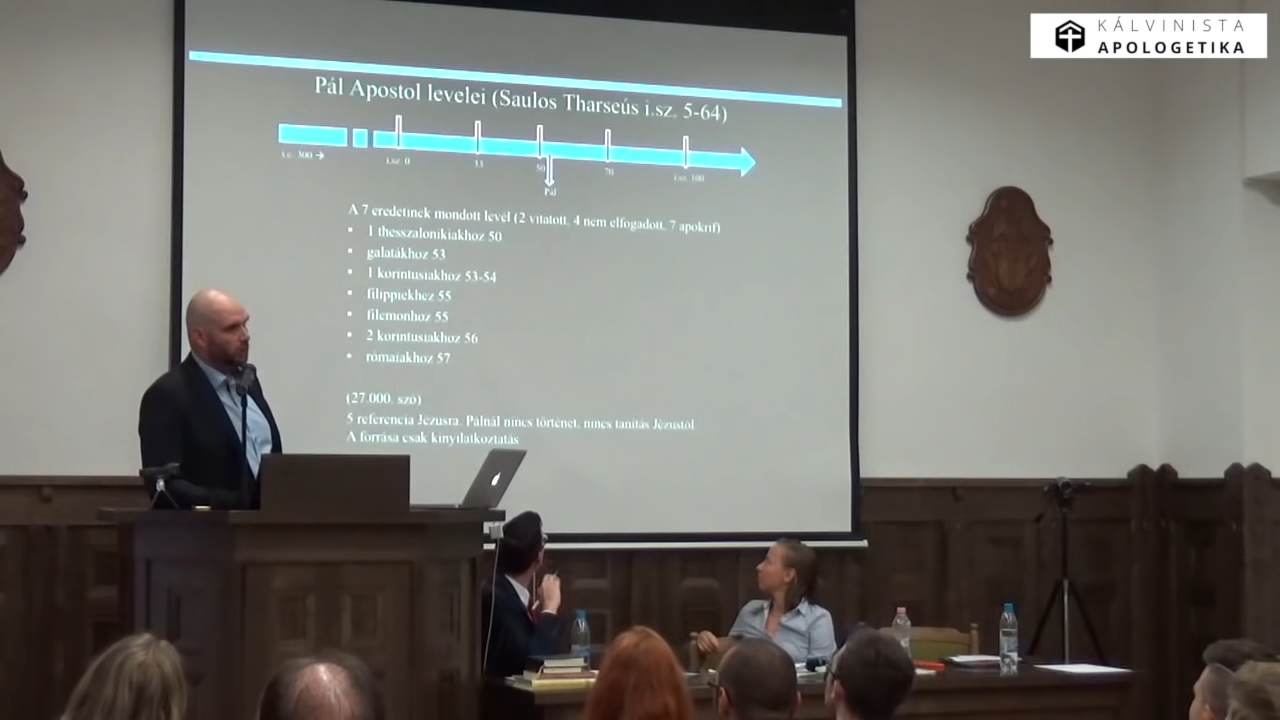 KÁLVINISTA
APOLOGETIKA
Pál Apostol levelei (Saulos Tharseús i.sz. 5-64)
i.e. 300 →
i.sz. 0
33
50
70
i.sz. 100
Pál
A 7 eredetinek mondott levél (2 vitatott, 4 nem elfogadott, 7 apokrif)
• 1 thesszalonikiakhoz 50
• galatákhoz 53
• 1 korintusiakhoz 53-54
• filippiekhez 55
• filemonhoz 55
• 2 korintusiakhoz 56
• rómaiakhoz 57
(27.000. szó)
5 referencia Jézusra. Pálnál nincs történet, nincs tanítás Jézustól.
A forrása csak kinyilatkoztatás